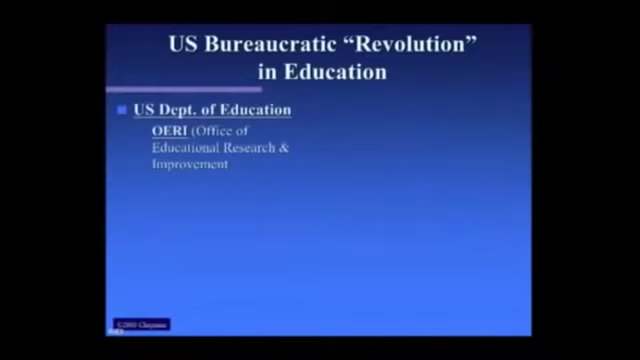 US Bureaucratic “Revolution”
in Education
US Dept. of Education
OERI (Office of
Educational Research &
Improvement